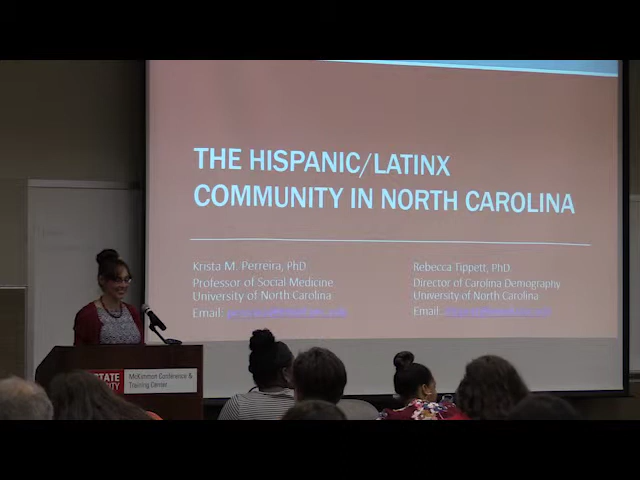 THE HISPANIC/LATINX
COMMUNITY IN NORTH CAROLINA
Krista M. Perreira, PhD
Professor of Social Medicine
University of North Carolina
Email:
Rebecca Tippett, PhD
Director of Carolina Demography
University of North Carolina
Email:
STATE
McKimmon Conference &
Training Center